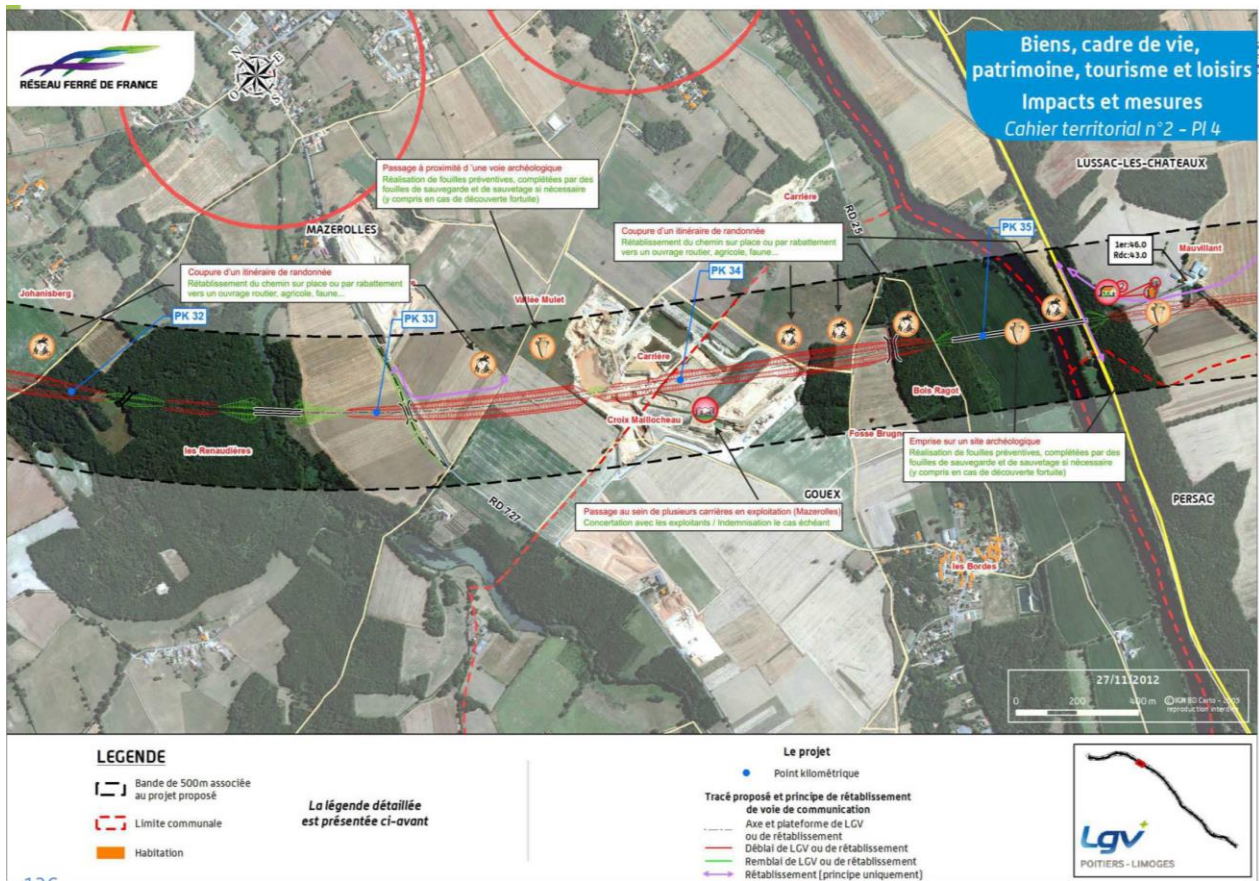 RÉSEAU FERRÉ DE FRANCE
N
E
S
O
Biens, cadre de vie,
patrimoine, tourisme et loisirs
Impacts et mesures
Cahier territorial n°2 - Pl 4
LUSSAC-LES-CHATEAUX
Passage à proximité d 'une voie archéologique
Réalisation de fouilles préventives, complétées par des
fouilles de sauvegarde et de sauvetage si nécessaire
(y compris en cas de découverte fortuite)
Carrière
RD 25
MAZEROLLES
Coupure d'un itinéraire de randonnée
Rétablissement du chemin sur place ou par rabattement
vers un ouvrage routier, agricole, faune...
PK 35
1er:46.0
Rdc:43.0
Mauvillant
Coupure d'un itinéraire de randonnée
Rétablissement du chemin sur place ou par rabattement
vers un ouvrage routier, agricole, faune...
Johanisberg
Vallée Mulet
PK 34
PK 32
PK 33
Carrière
Bois Ragot
Croix Maillocheau
les Renaudières
Fosse
Emprise sur un site archéologique
Réalisation de fouilles préventives, complétées par des
fouilles de sauvegarde et de sauvetage si nécessaire
(y compris en cas de découverte fortuite)
RD 727
GOUEX
PERSAC
Passage au sein de plusieurs carrières en exploitation (Mazerolles)
Concertation avec les exploitants / Indemnisation le cas échéant
les Bordes
27/11/2012
0 200 400 m
©IGN BD Carto -
reproduction interdite
LEGENDE
Bande de 500m associée
au projet proposé
Limite communale
Habitation
La légende détaillée
est présentée ci-avant
Le projet
Point kilométrique
Tracé proposé et principe de rétablissement
de voie de communication
Axe et plateforme de LGV
ou de rétablissement
Déblai de LGV ou de rétablissement
Remblai de LGV ou de rétablissement
Rétablissement (principe uniquement)
Lgv+
POITIERS - LIMOGES